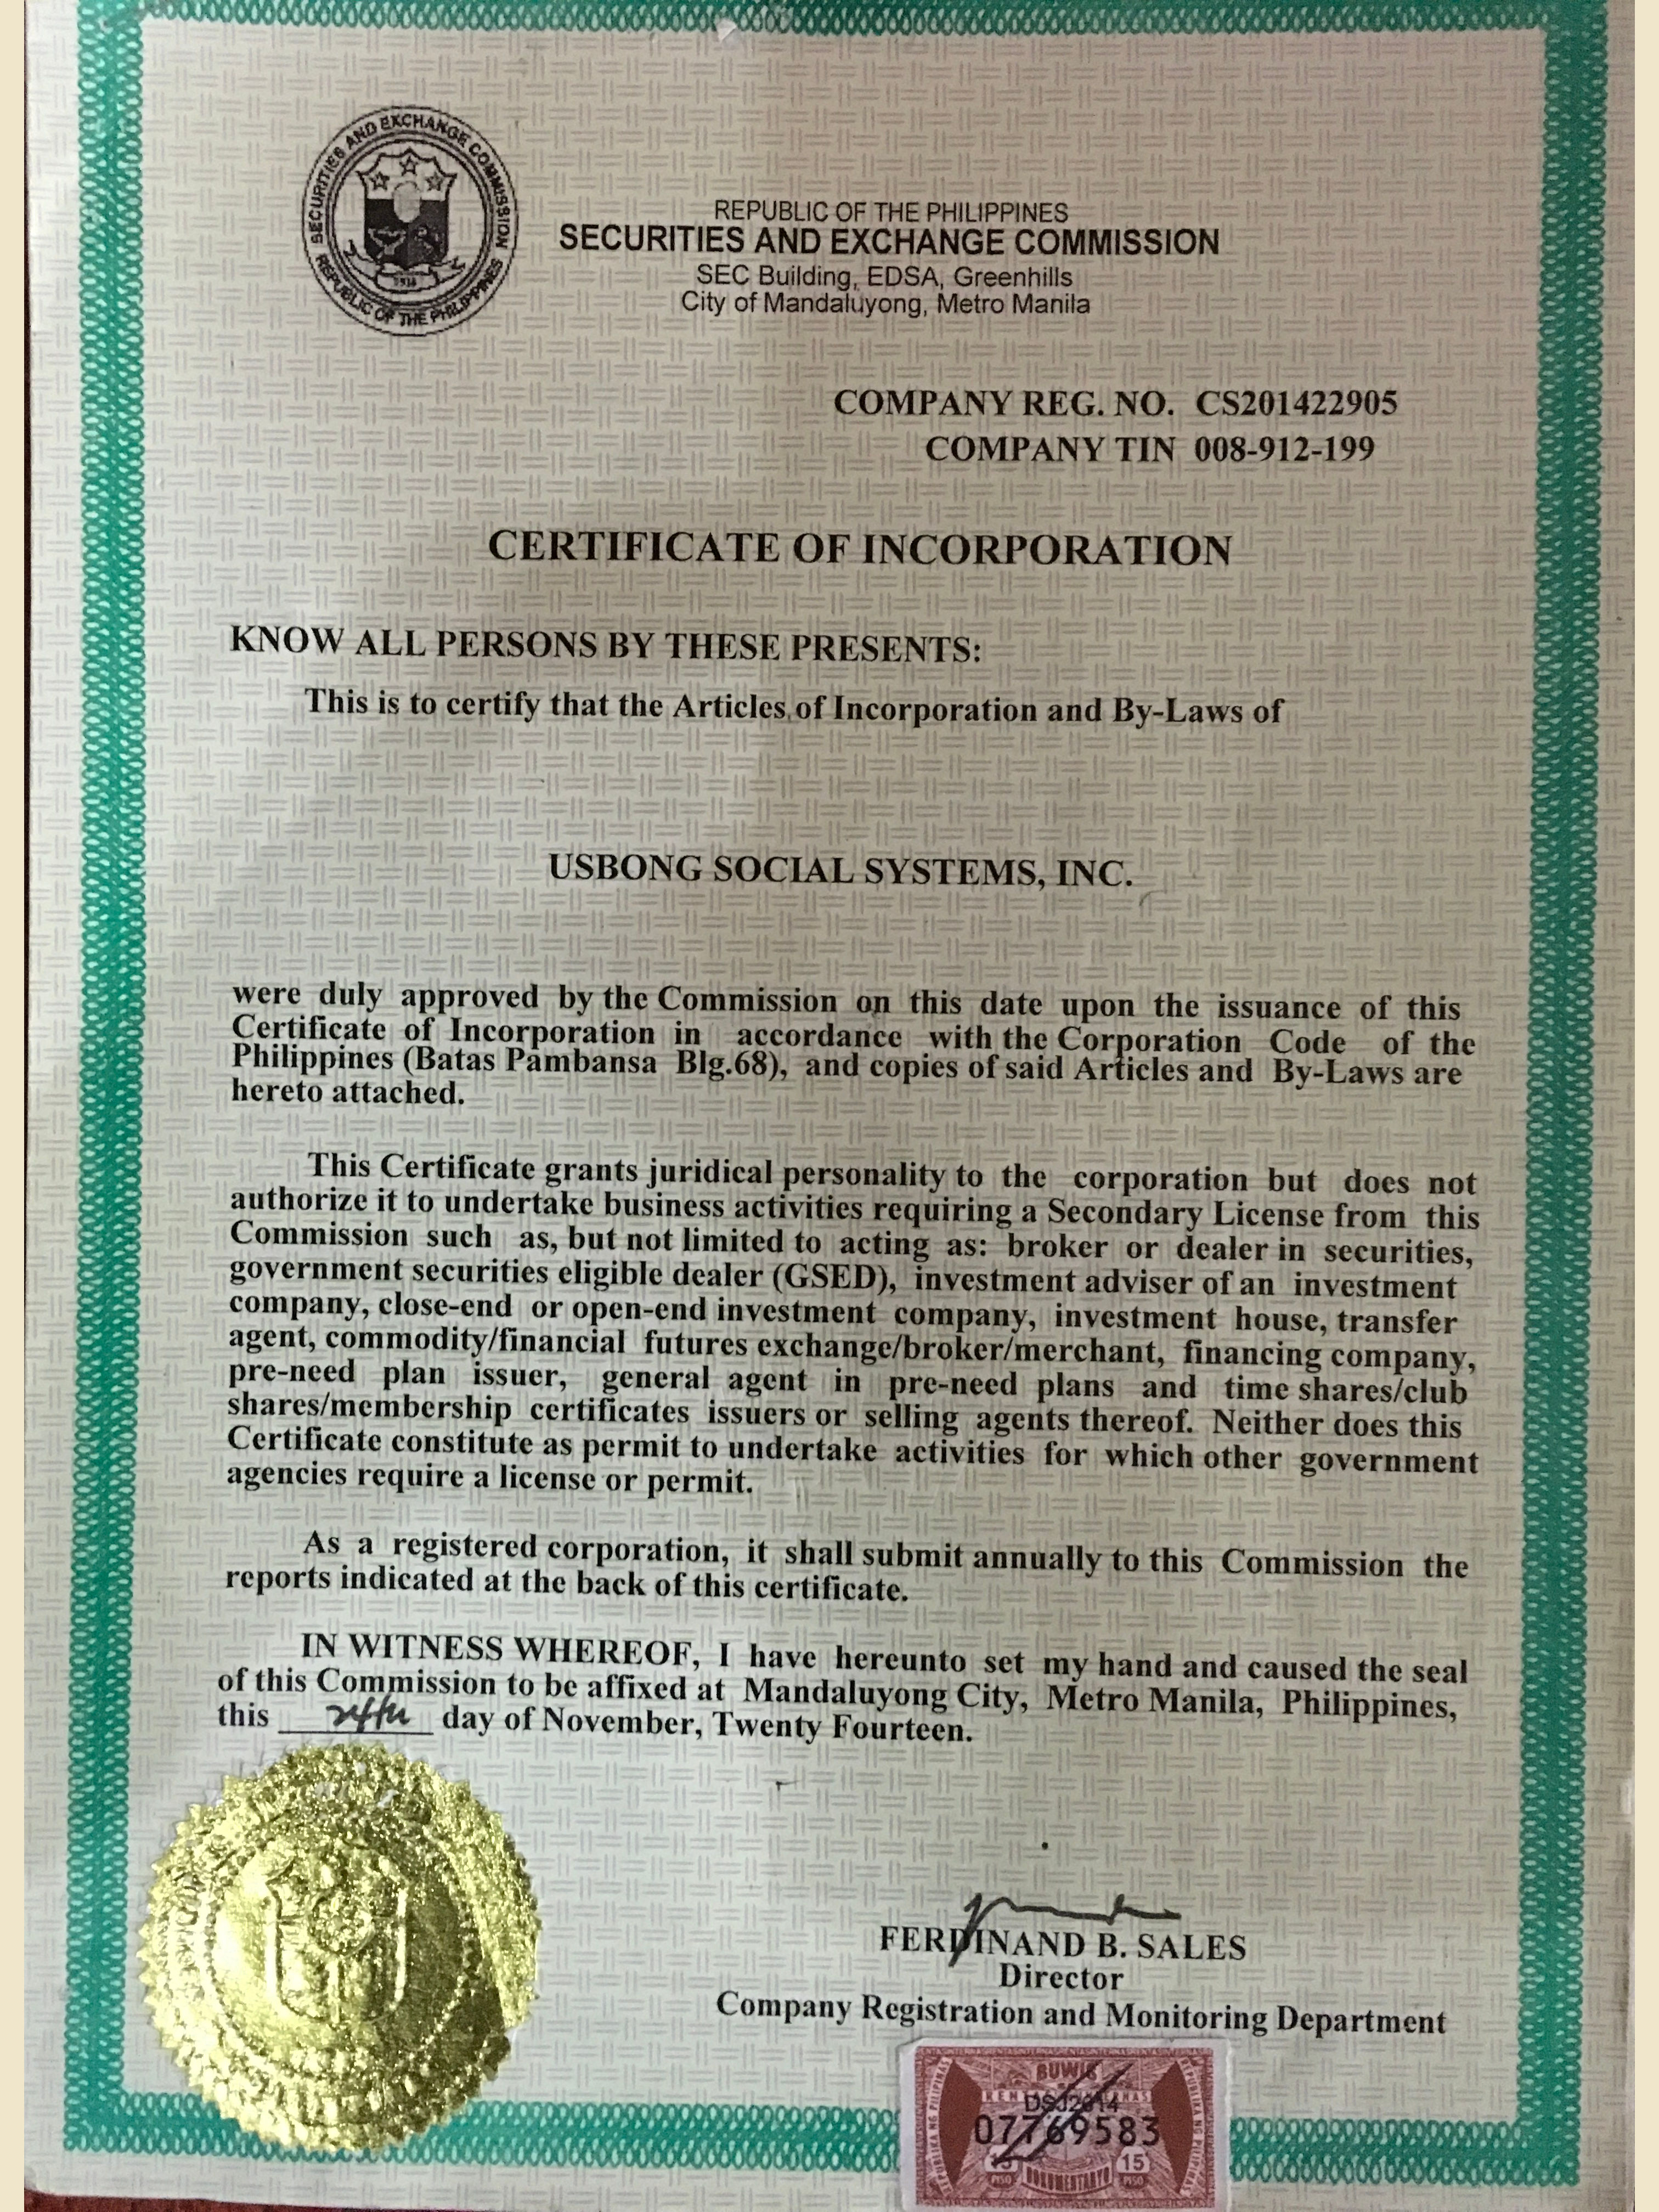 SECURITIES AND EXCHANGE COMMISSION
REPUBLIC OF THE PHILIPPINES
REPUBLIC OF THE PHILIPPINES
SECURITIES AND EXCHANGE COMMISSION
SEC Building, EDSA, Greenhills
City of Mandaluyong, Metro Manila
COMPANY REG. NO. CS201422905
COMPANY TIN 008-912-199
CERTIFICATE OF INCORPORATION
KNOW ALL PERSONS BY THESE PRESENTS:
This is to certify that the Articles of Incorporation and By-Laws of
USBONG SOCIAL SYSTEMS, INC.
were duly approved by the Commission on this date upon the issuance of this
Certificate of Incorporation in accordance with the Corporation Code of the
Philippines (Batas Pambansa Blg.68), and copies of said Articles and By-Laws are
hereto attached.
This Certificate grants juridical personality to the corporation but does not
authorize it to undertake business activities requiring a Secondary License from this
Commission such as, but not limited to acting as: broker or dealer in securities,
government securities eligible dealer (GSED), investment adviser of an investment
company, close-end or open-end investment company, investment house, transfer
agent, commodity/financial futures exchange/broker/merchant, financing company,
pre-need plan issuer, general agent in pre-need plans and time shares/club
shares/membership certificates issuers or selling agents thereof. Neither does this
Certificate constitute as permit to undertake activities for which other government
agencies require a license or permit.
As a registered corporation, it shall submit annually to this Commission the
reports indicated at the back of this certificate.
IN WITNESS WHEREOF, I have hereunto set my hand and caused the seal
of this Commission to be affixed at Mandaluyong City, Metro Manila, Philippines,
this 24th day of November, Twenty Fourteen.
FERDINAND B. SALES
Director
Company Registration and Monitoring Department
BUWIS
DSJ2014
07769583
15
DOKUMENTARYO
PISO PISO
REPUBLIKA NG PILIPINAS
REPUBLIKA NG PILIPINAS